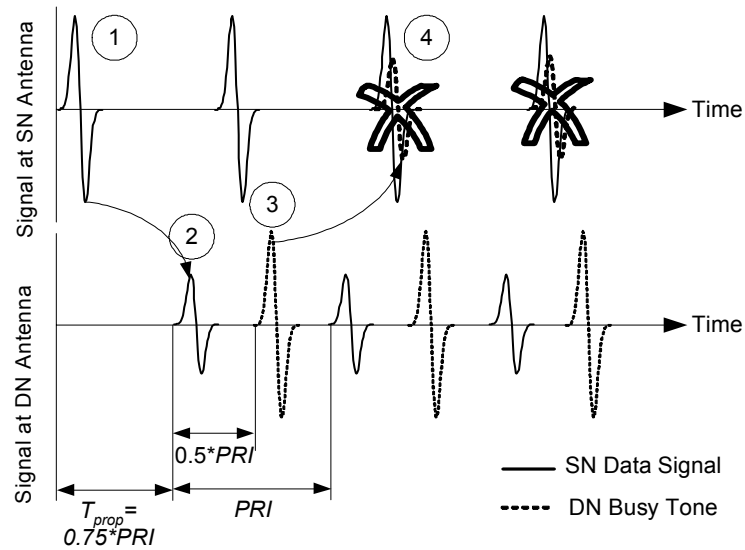 Signal at SN Antenna
1
4
Time
Signal at DN Antenna
2
3
Time
0.5*PRI
T_prop=
0.75*PRI
PRI
SN Data Signal
DN Busy Tone